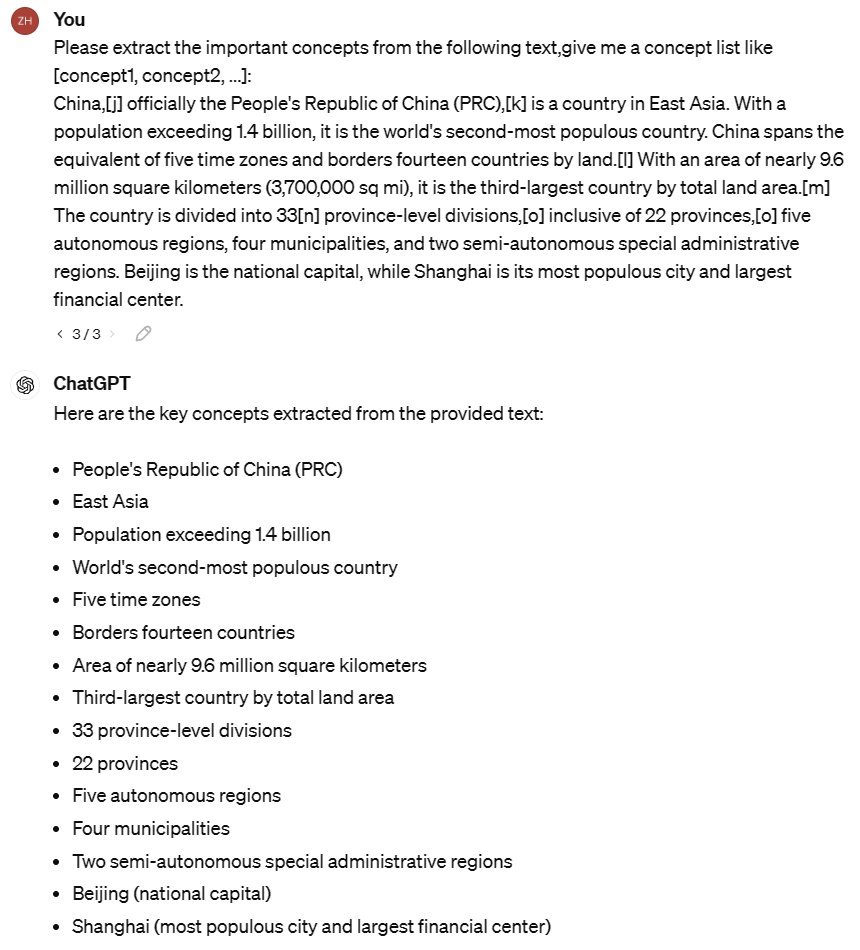 ZH
You
Please extract the important concepts from the following text,give me a concept list like
[concept1, concept2, ...]:
China,[j] officially the People's Republic of China (PRC),[k] is a country in East Asia. With a
population exceeding 1.4 billion, it is the world's second-most populous country. China spans the
equivalent of five time zones and borders fourteen countries by land.[l] With an area of nearly 9.6
million square kilometers (3,700,000 sq mi), it is the third-largest country by total land area.[m]
The country is divided into 33[n] province-level divisions,[o] inclusive of 22 provinces,[o] five
autonomous regions, four municipalities, and two semi-autonomous special administrative
regions. Beijing is the national capital, while Shanghai is its most populous city and largest
financial center.
< 3 / 3 >
ChatGPT
Here are the key concepts extracted from the provided text:
• People's Republic of China (PRC)
• East Asia
• Population exceeding 1.4 billion
• World's second-most populous country
• Five time zones
• Borders fourteen countries
• Area of nearly 9.6 million square kilometers
• Third-largest country by total land area
• 33 province-level divisions
• 22 provinces
• Five autonomous regions
• Four municipalities
• Two semi-autonomous special administrative regions
• Beijing (national capital)
• Shanghai (most populous city and largest financial center)